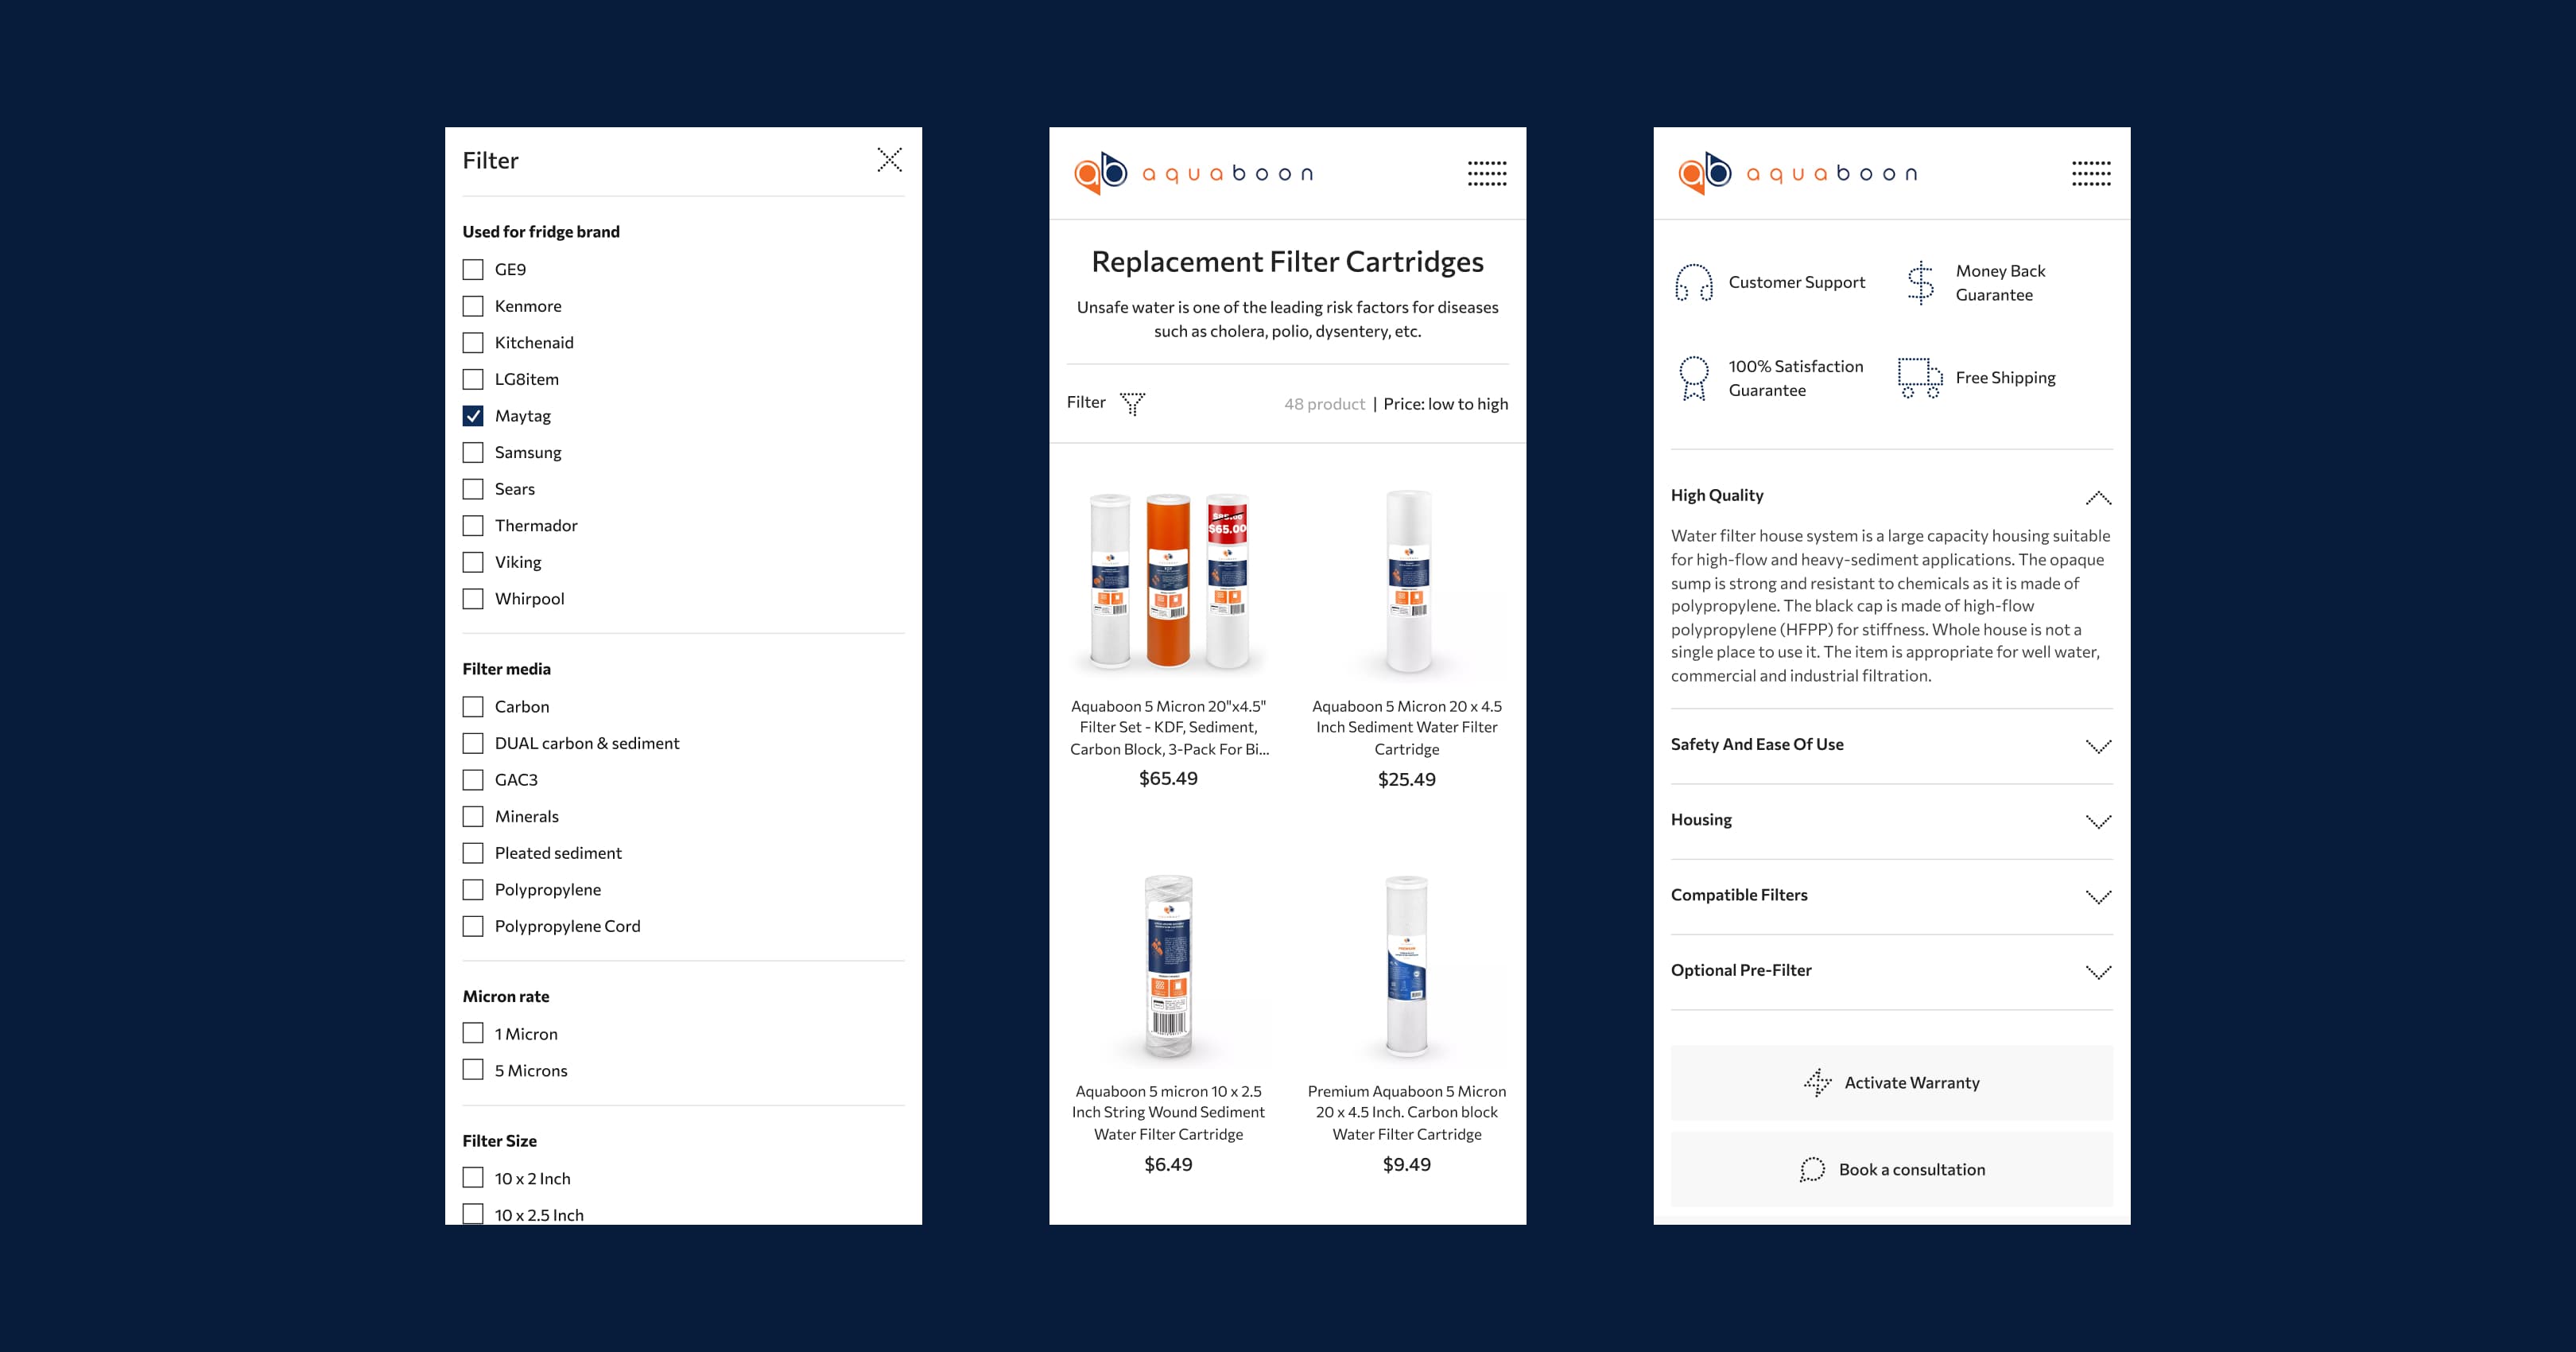 Filter
Used for fridge brand
GE9
Kenmore
Kitchenaid
LG8item
Maytag
Samsung
Sears
Thermador
Viking
Whirpool
Filter media
Carbon
DUAL carbon & sediment
GAC3
Minerals
Pleated sediment
Polypropylene
Polypropylene Cord
Micron rate
1 Micron
5 Microns
Filter Size
10 x 2 Inch
10 x 2.5 Inch
ab aquaboon
Replacement Filter Cartridges
Unsafe water is one of the leading risk factors for diseases
such as cholera, polio, dysentery, etc.
Filter
48 product | Price: low to high
$65.00
Aquaboon 5 Micron 20"x4.5"
Filter Set - KDF, Sediment,
Carbon Block, 3-Pack For Bi...
$65.49
Aquaboon 5 Micron 20 x 4.5
Inch Sediment Water Filter
Cartridge
$25.49
Aquaboon 5 micron 10 x 2.5
Inch String Wound Sediment
Water Filter Cartridge
$6.49
Premium Aquaboon 5 Micron
20 x 4.5 Inch. Carbon block
Water Filter Cartridge
$9.49
ab aquaboon
Customer Support
Money Back
Guarantee
100% Satisfaction
Guarantee
Free Shipping
High Quality
Water filter house system is a large capacity housing suitable
for high-flow and heavy-sediment applications. The opaque
sump is strong and resistant to chemicals as it is made of
polypropylene. The black cap is made of high-flow
polypropylene (HFPP) for stiffness. Whole house is not a
single place to use it. The item is appropriate for well water,
commercial and industrial filtration.
Safety And Ease Of Use
Housing
Compatible Filters
Optional Pre-Filter
Activate Warranty
Book a consultation